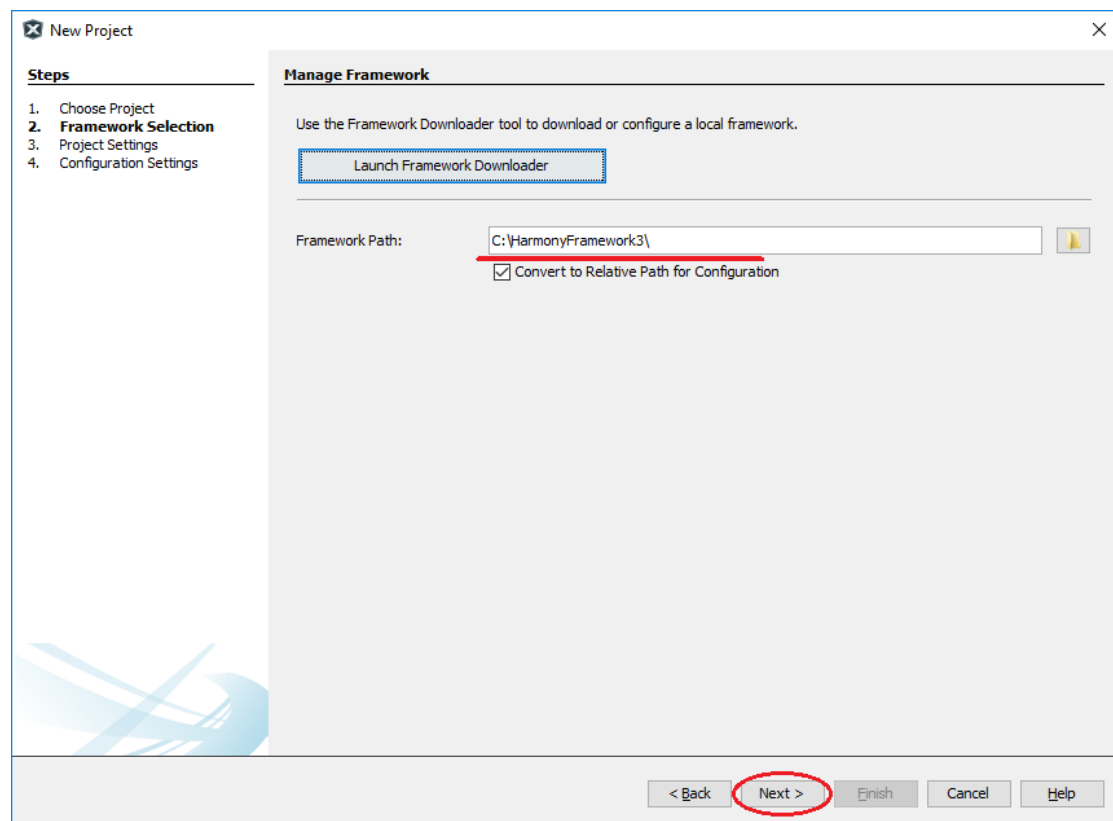 New Project
Steps
1. Choose Project
2. Framework Selection
3. Project Settings
4. Configuration Settings
Manage Framework
Use the Framework Downloader tool to download or configure a local framework.
Launch Framework Downloader
Framework Path: C:\HarmonyFramework3\
Convert to Relative Path for Configuration
< Back Next > Finish Cancel Help